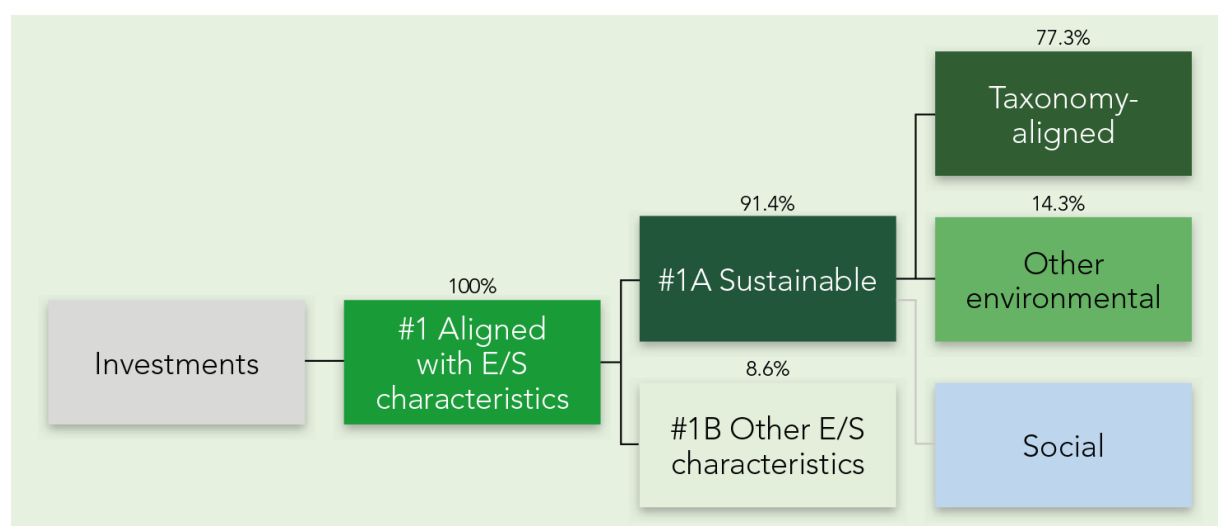 Investments
100%
#1 Aligned
with E/S
characteristics
91.4%
#1A Sustainable
8.6%
#1B Other E/S
characteristics
77.3%
Taxonomy-
aligned
14.3%
Other
environmental
Social